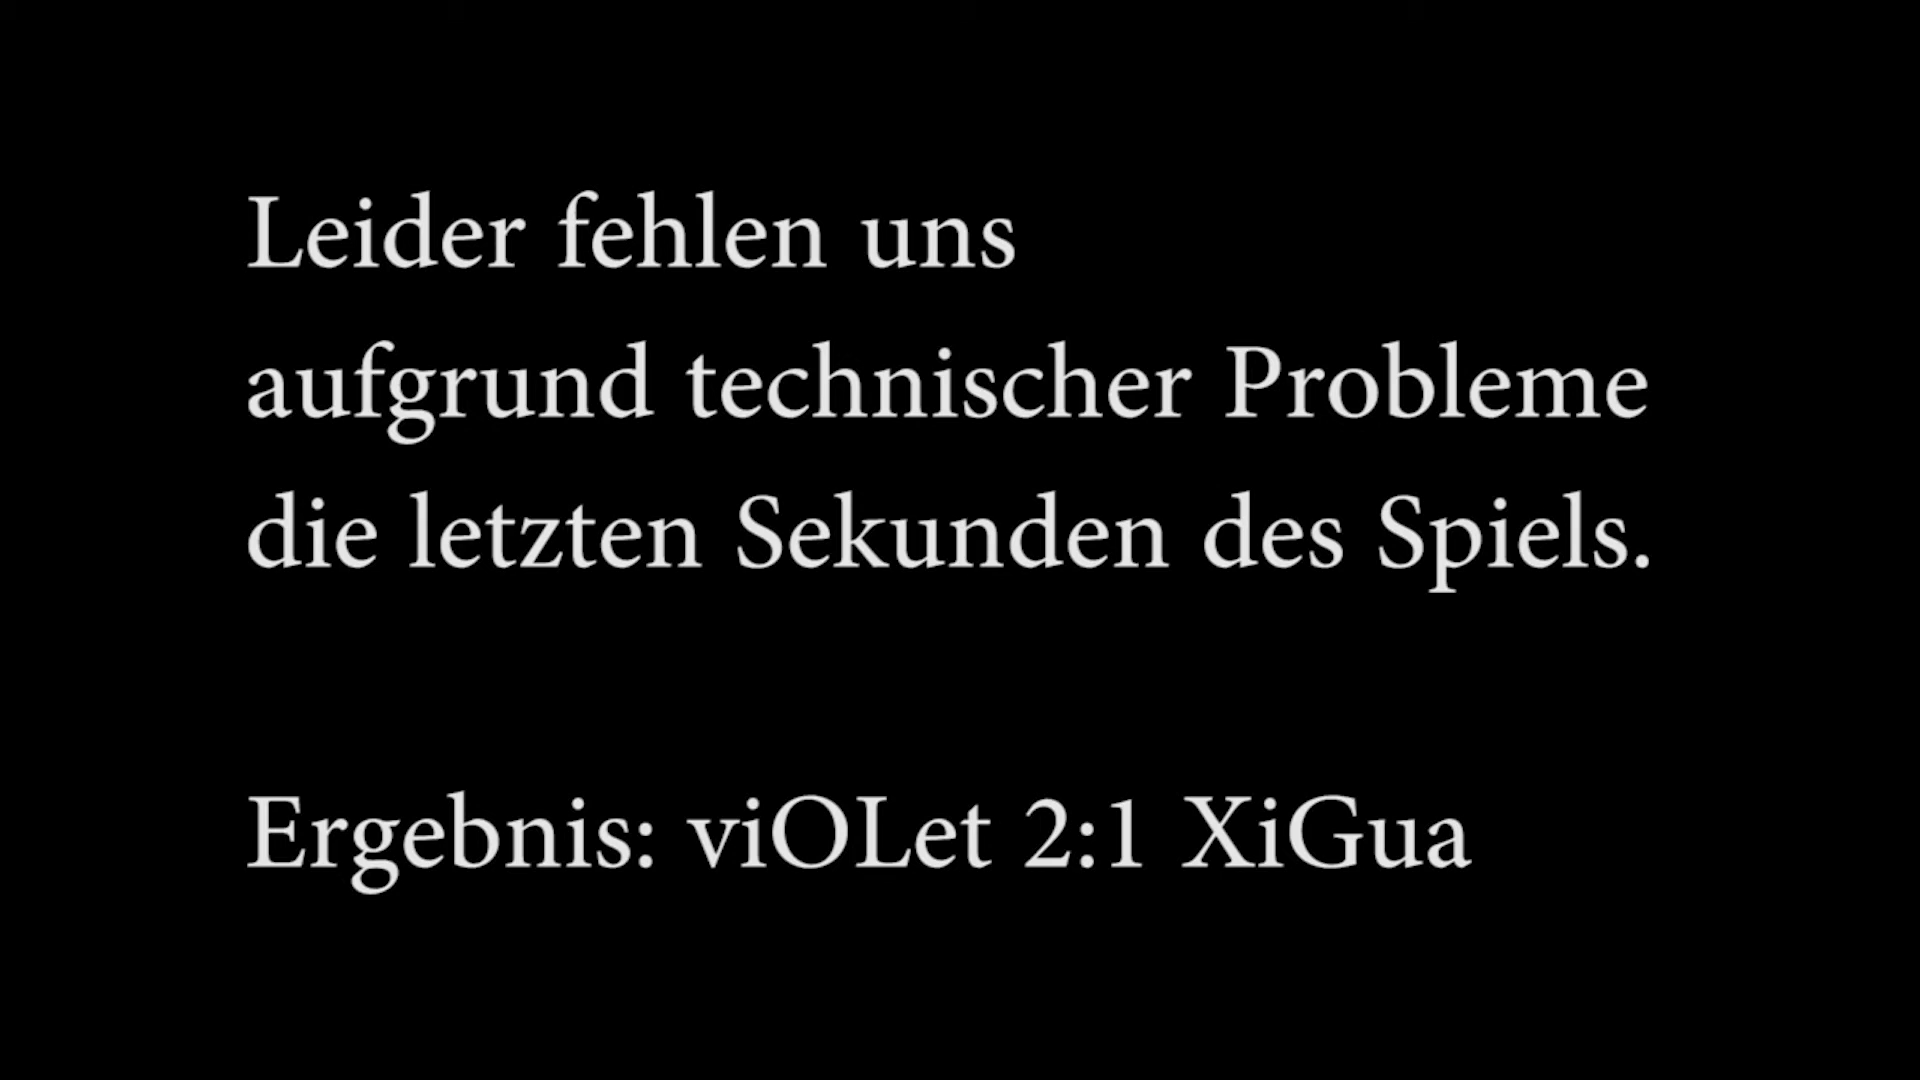 Leider fehlen uns
aufgrund technischer Probleme
die letzten Sekunden des Spiels.
Ergebnis: viOLet 2:1 XiGua